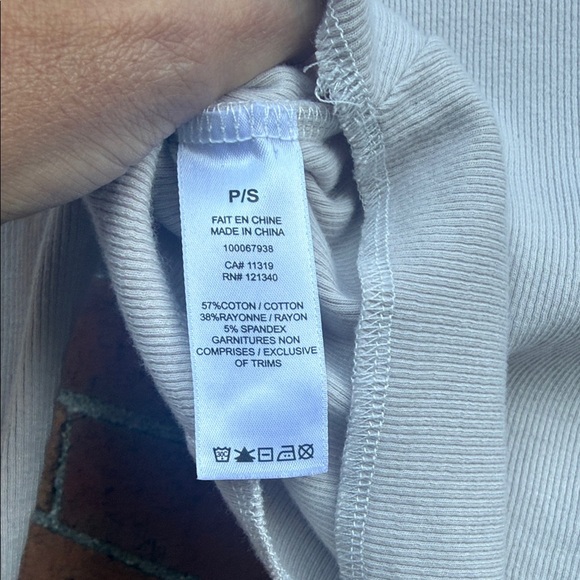 P/S
FAIT EN CHINE
MADE IN CHINA
100067938
CA# 11319
RN# 121340
57%COTON / COTTON
38%RAYONNE / RAYON
5% SPANDEX
GARNITURES NON
COMPRISES / EXCLUSIVE
OF TRIMS
30